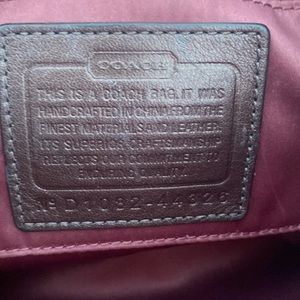 COACH
THIS IS A COACH BAG. IT WAS
HANDCRAFTED IN CHINA FROM THE
FINEST MATERIALS AND LEATHER.
ITS SUPERIOR CRAFTSMANSHIP
REFLECTS OUR COMMITMENT TO
ENDURING QUALITY.